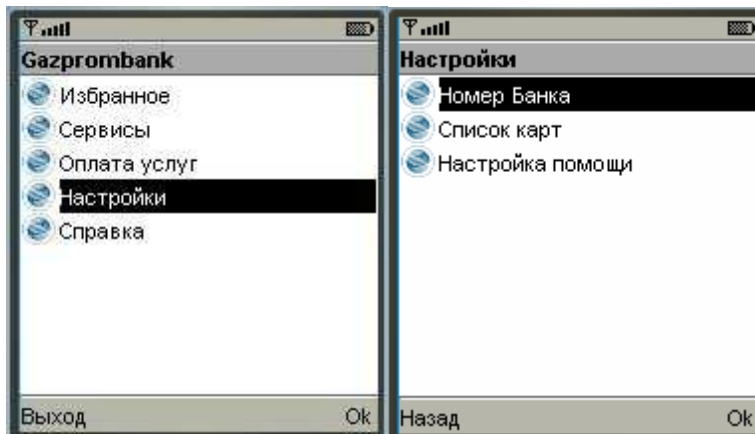 Gazprombank
Избранное
Сервисы
Оплата услуг
Настройки
Справка
Выход Ok
Настройки
Номер Банка
Список карт
Настройка помощи
Назад Ok